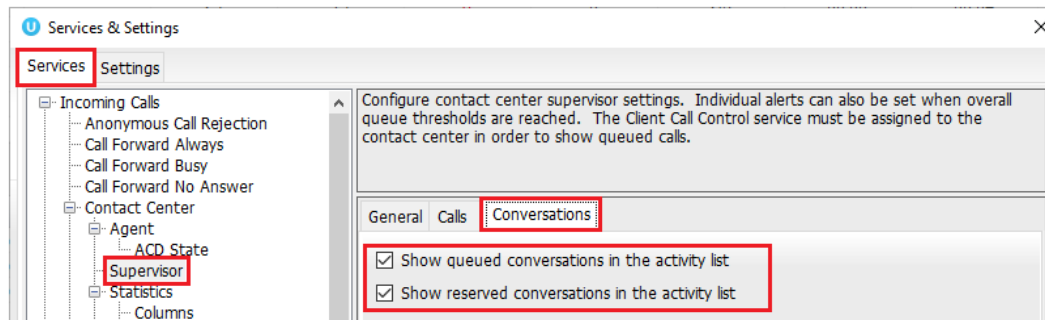 Services & Settings
Services Settings
Incoming Calls
Anonymous Call Rejection
Call Forward Always
Call Forward Busy
Call Forward No Answer
Contact Center
Agent
ACD State
Supervisor
Statistics
Columns
Configure contact center supervisor settings. Individual alerts can also be set when overall
queue thresholds are reached. The Client Call Control service must be assigned to the
contact center in order to show queued calls.
General Calls Conversations
Show queued conversations in the activity list
Show reserved conversations in the activity list